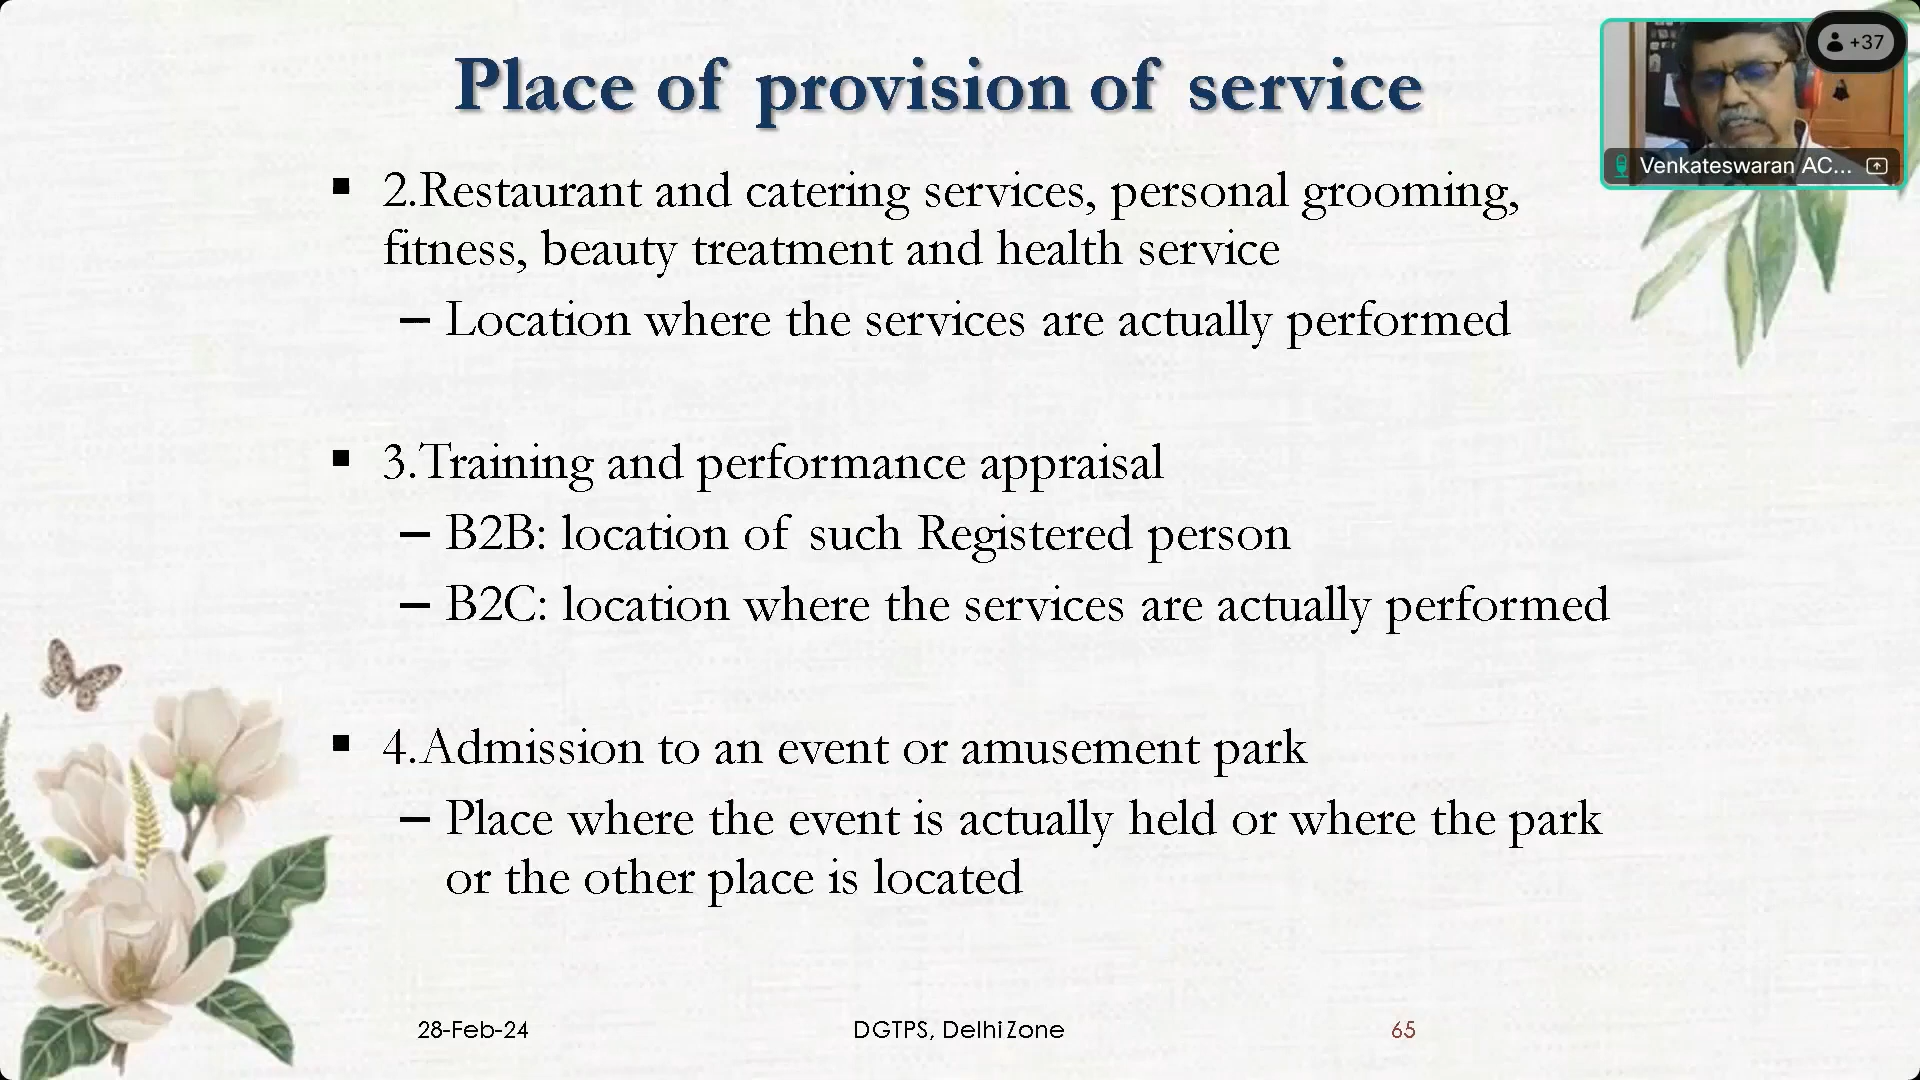 Place of provision of service
+37
Venkateswaran AC...
▪ 2.Restaurant and catering services, personal grooming,
fitness, beauty treatment and health service
– Location where the services are actually performed
▪ 3.Training and performance appraisal
– B2B: location of such Registered person
– B2C: location where the services are actually performed
▪ 4.Admission to an event or amusement park
– Place where the event is actually held or where the park
or the other place is located
28-Feb-24
DGTPS, Delhi Zone
65